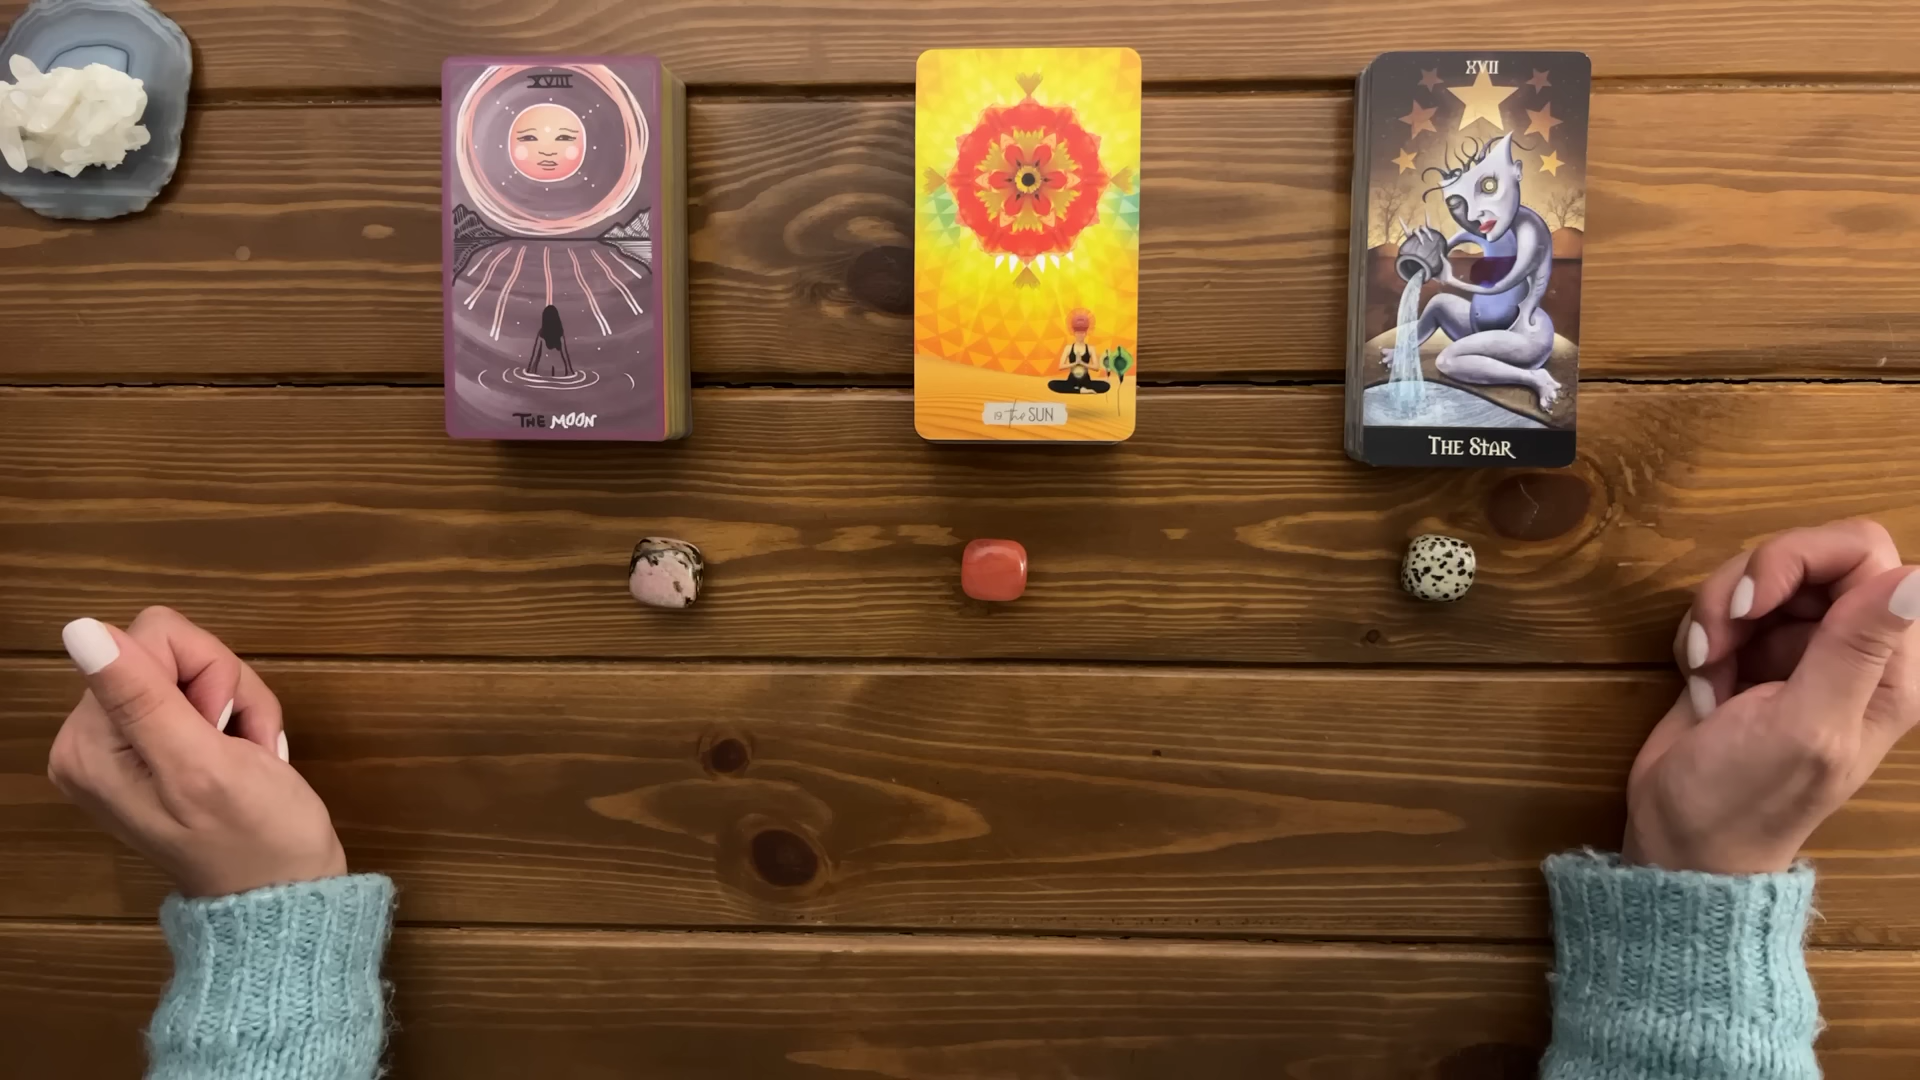 XVIII
THE MOON
19 the SUN
XVII
THE STAR